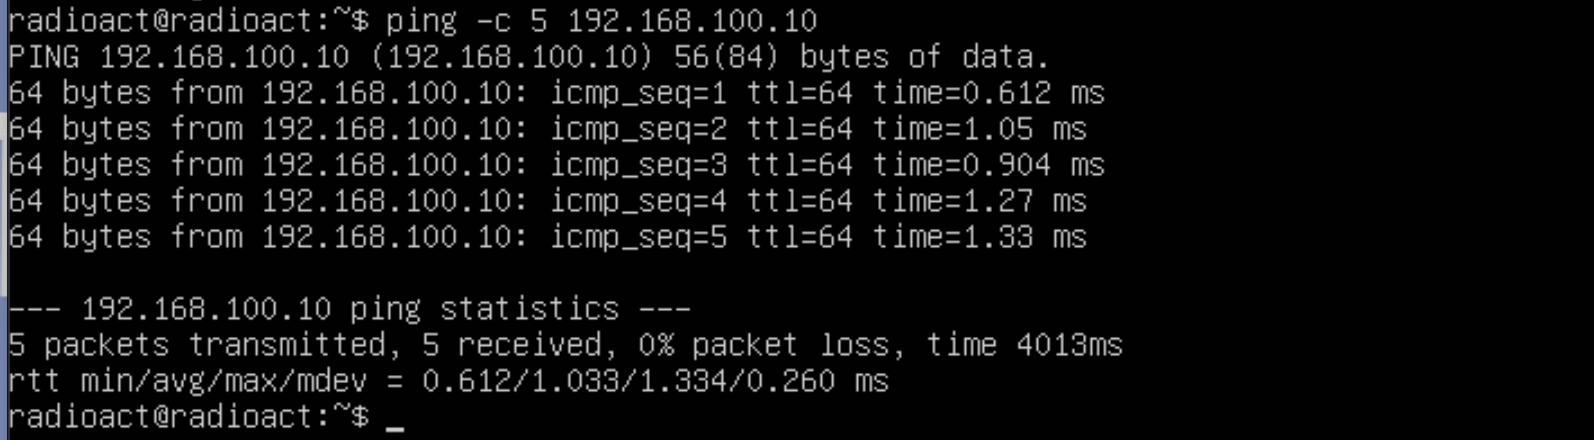 radioact@radioact:~$ ping -c 5 192.168.100.10
PING 192.168.100.10 (192.168.100.10) 56(84) bytes of data.
64 bytes from 192.168.100.10: icmp_seq=1 ttl=64 time=0.612 ms
64 bytes from 192.168.100.10: icmp_seq=2 ttl=64 time=1.05 ms
64 bytes from 192.168.100.10: icmp_seq=3 ttl=64 time=0.904 ms
64 bytes from 192.168.100.10: icmp_seq=4 ttl=64 time=1.27 ms
64 bytes from 192.168.100.10: icmp_seq=5 ttl=64 time=1.33 ms
--- 192.168.100.10 ping statistics ---
5 packets transmitted, 5 received, 0% packet loss, time 4013ms
rtt min/avg/max/mdev = 0.612/1.033/1.334/0.260 ms
radioact@radioact:~$ _